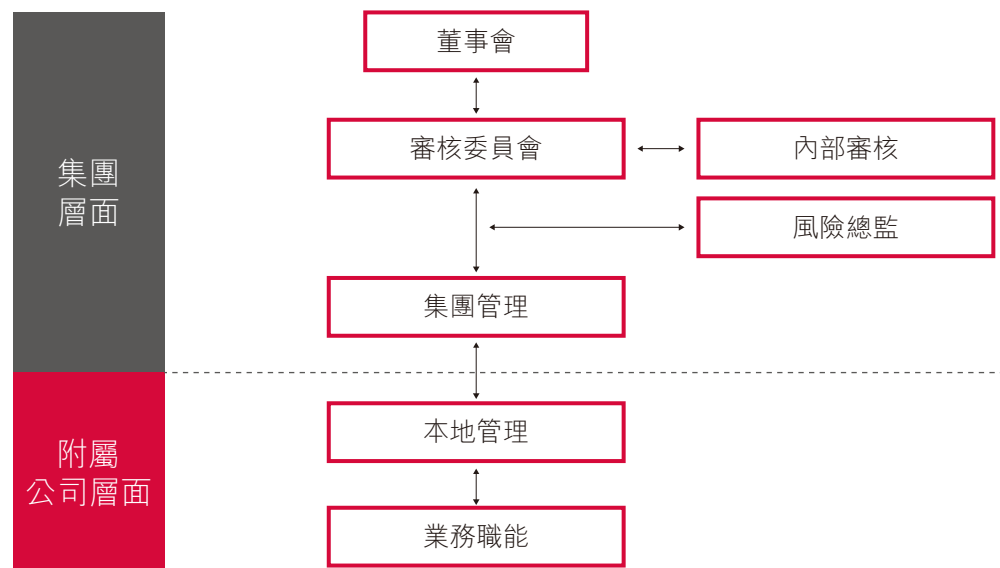 董事會
審核委員會
內部審核
集團
層面
風險總監
集團管理
本地管理
附屬
公司層面
業務職能